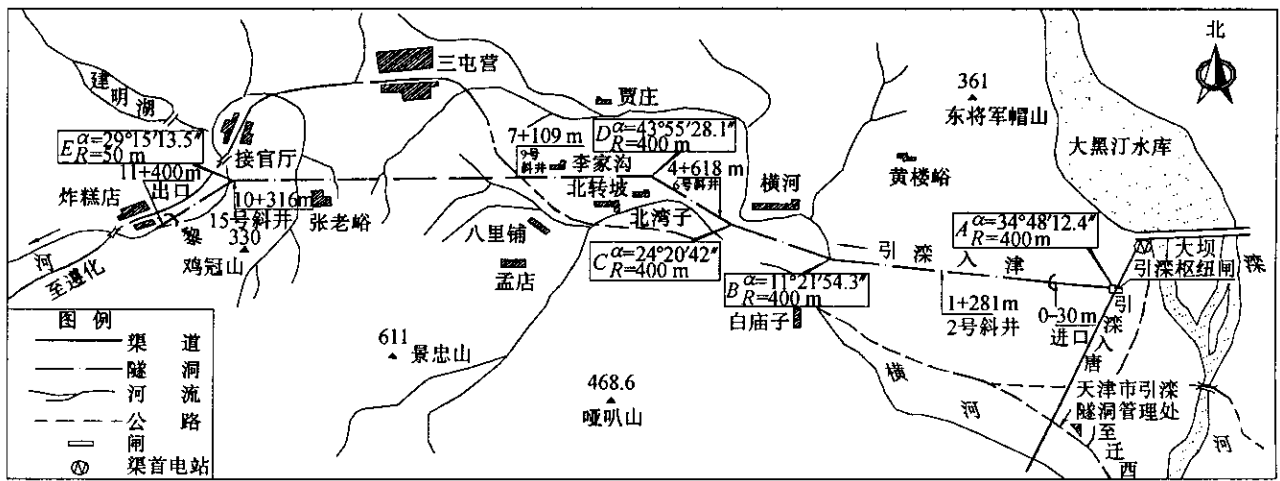 北
建明湖
三屯营
贾庄
361
东将军帽山
大黑汀水库
E α=29°15′13.5″
R=50 m
接官厅
7+109 m
9号
斜井
D α=43°55′28.1″
R=400 m
李家沟
4+618 m
6号斜井
横河
黄楼峪
11+400m
出口
炸糕店
10+316m
15号斜井
张老峪
北转坡
北湾子
A α=34°48′12.4″
R=400m
大坝
引滦枢纽闸
滦
河
黎
河
至遵化
330
鸡冠山
八里铺
孟店
C α=24°20′42″
R=400 m
引滦入津
B α=11°21′54.3″
R=400 m
白庙子
1+281m
2号斜井
0-30m
进口
引滦入唐
611
景忠山
468.6
哑叭山
横河
天津市引滦
隧洞管理处
至迁西
图例
渠道
隧洞
河流
公路
闸
渠首电站